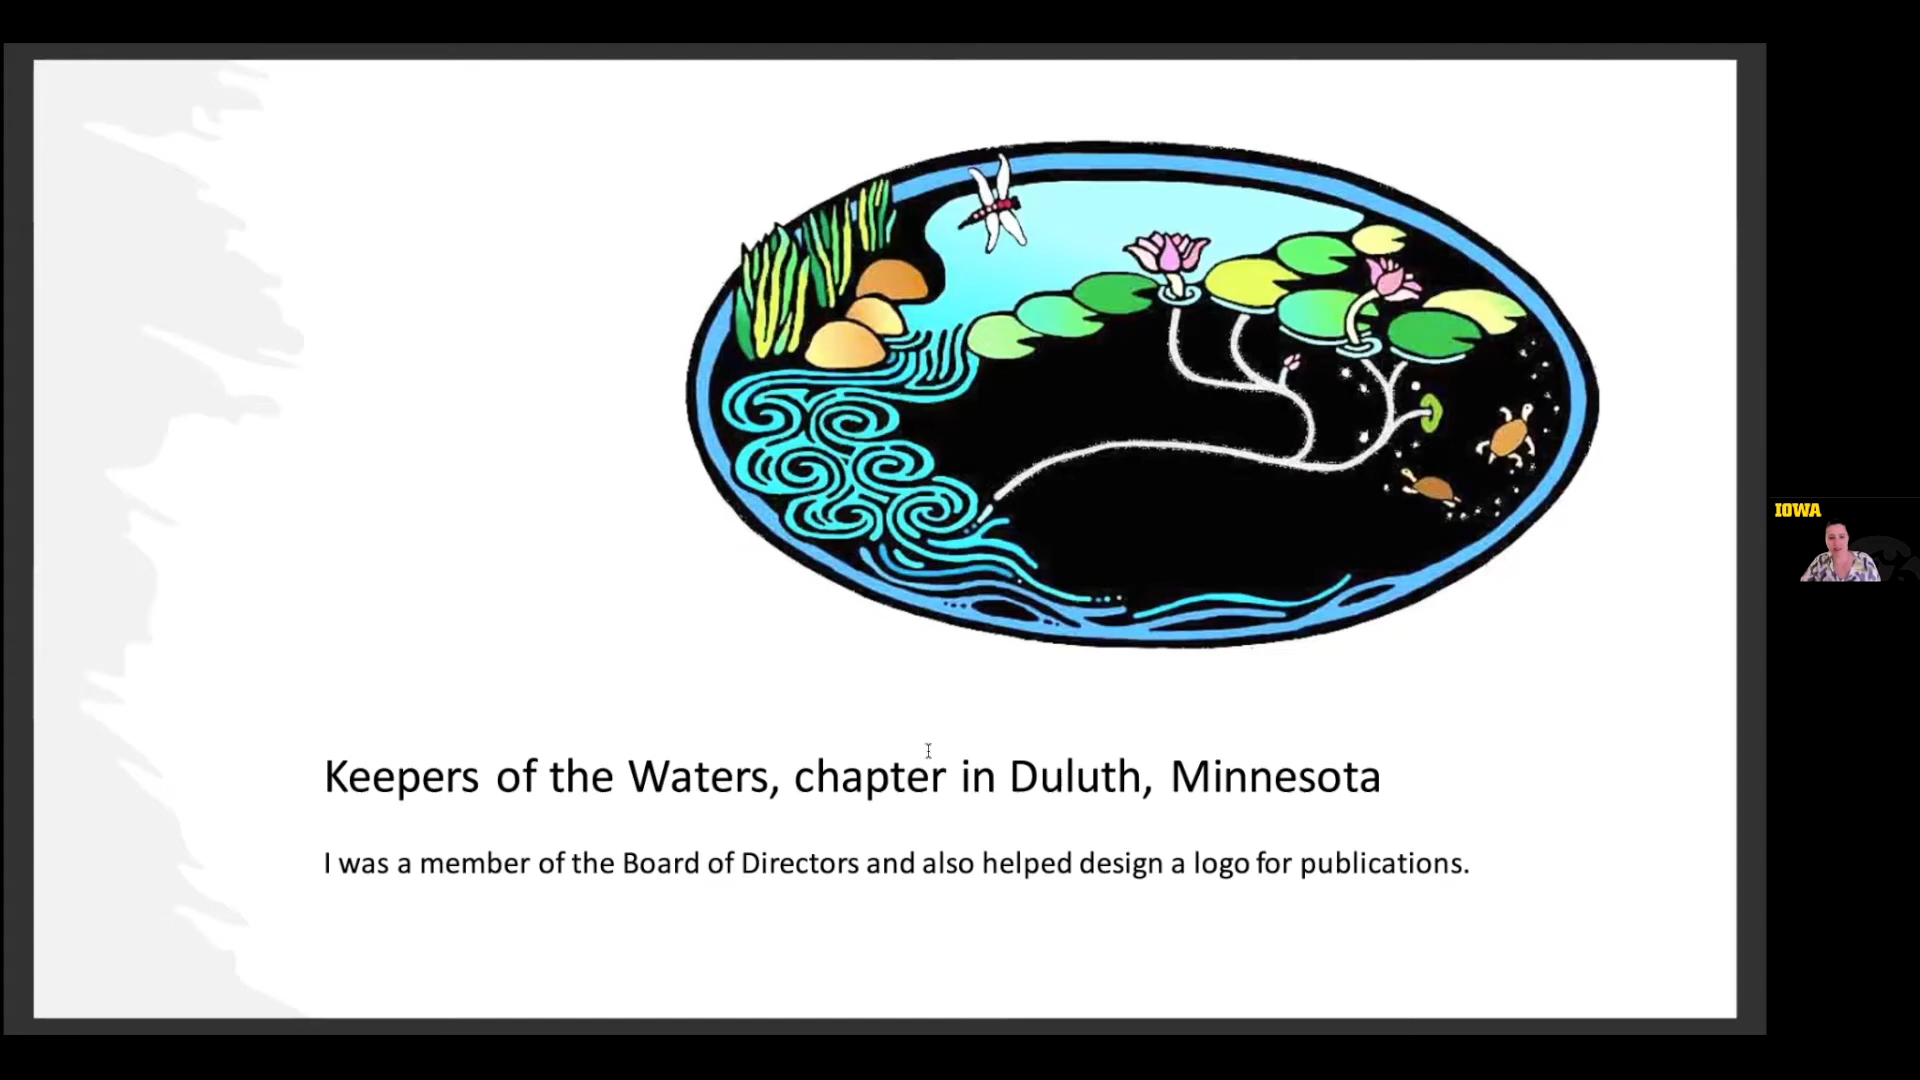 IOWA
Keepers of the Waters, chapter in Duluth, Minnesota
I was a member of the Board of Directors and also helped design a logo for publications.